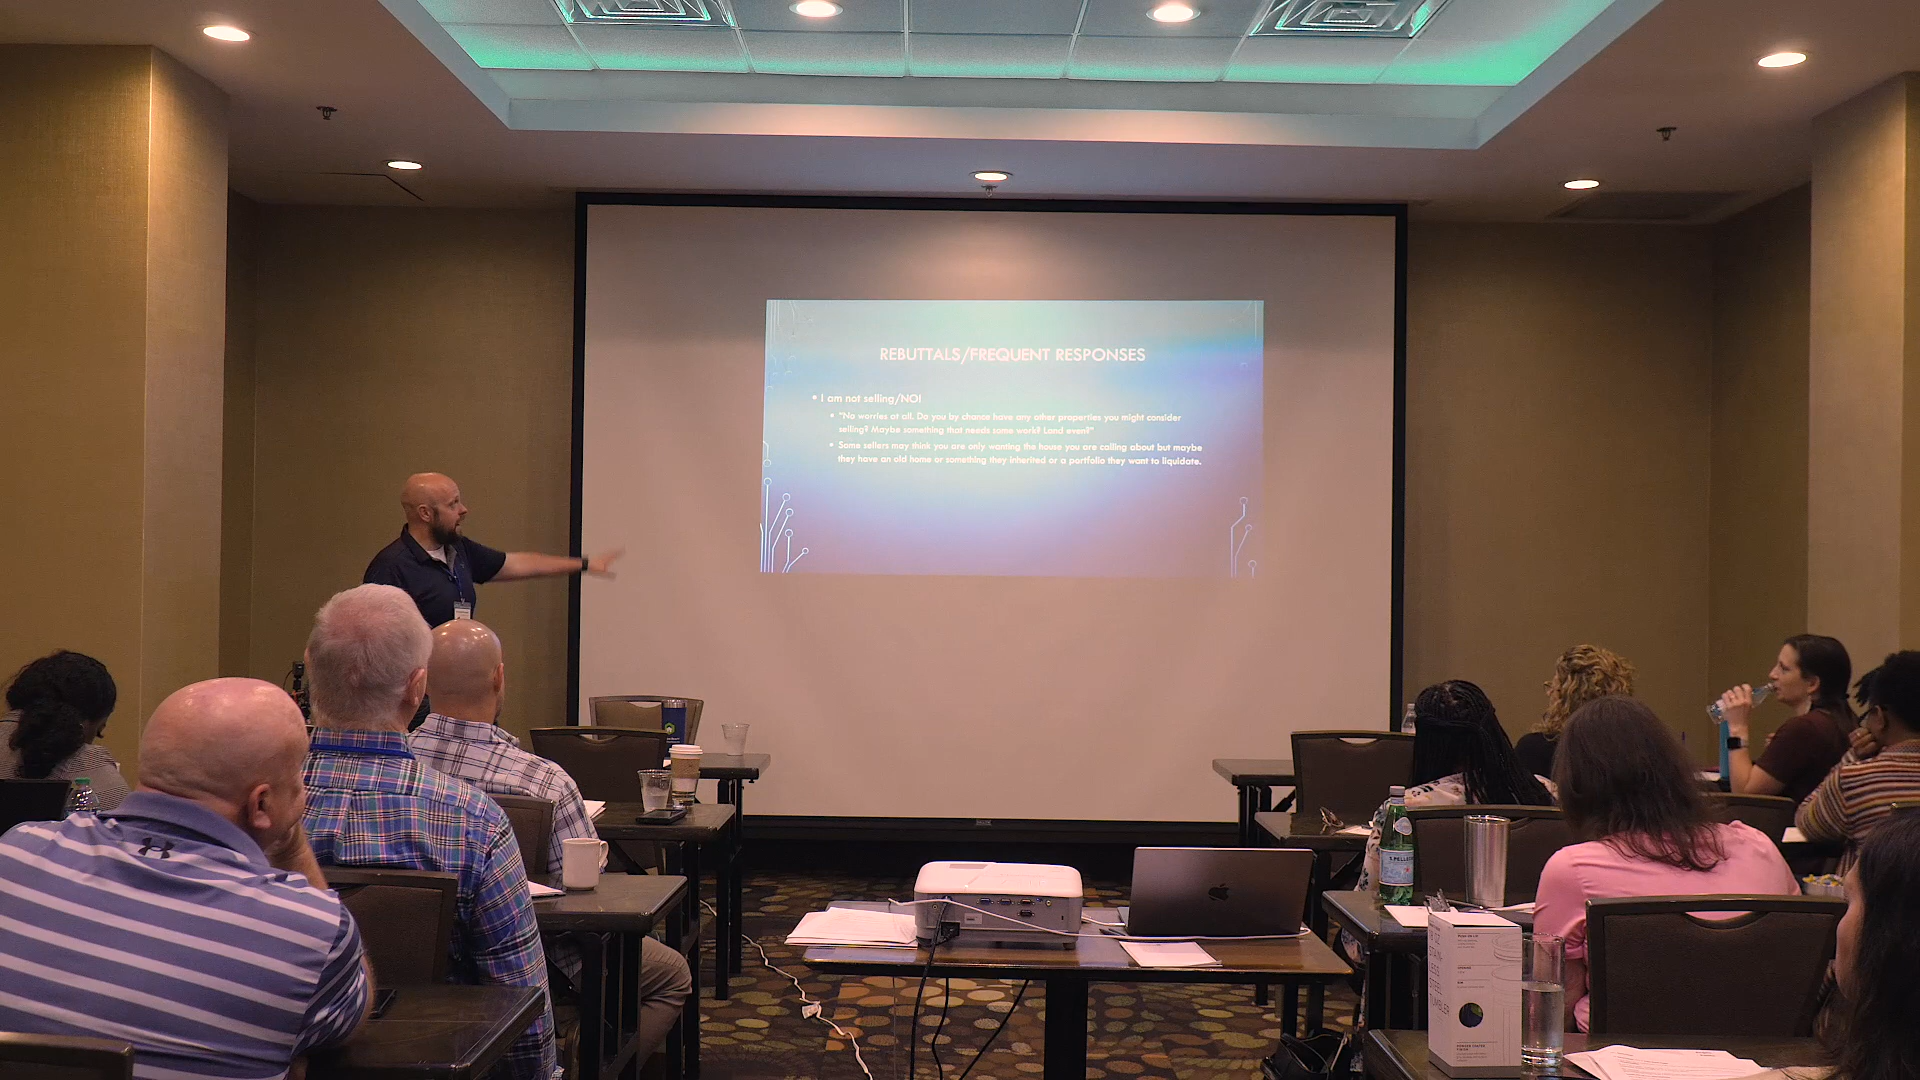 REBUTTALS/FREQUENT RESPONSES
• I am not selling/NO!
• "No worries at all. Do you by chance have any other properties you might consider
selling? Maybe something that needs some work? Land even?"
• Some sellers may think you are only wanting the house you are calling about but maybe
they have an old home or something they inherited or a portfolio they want to liquidate.
S.PELLE